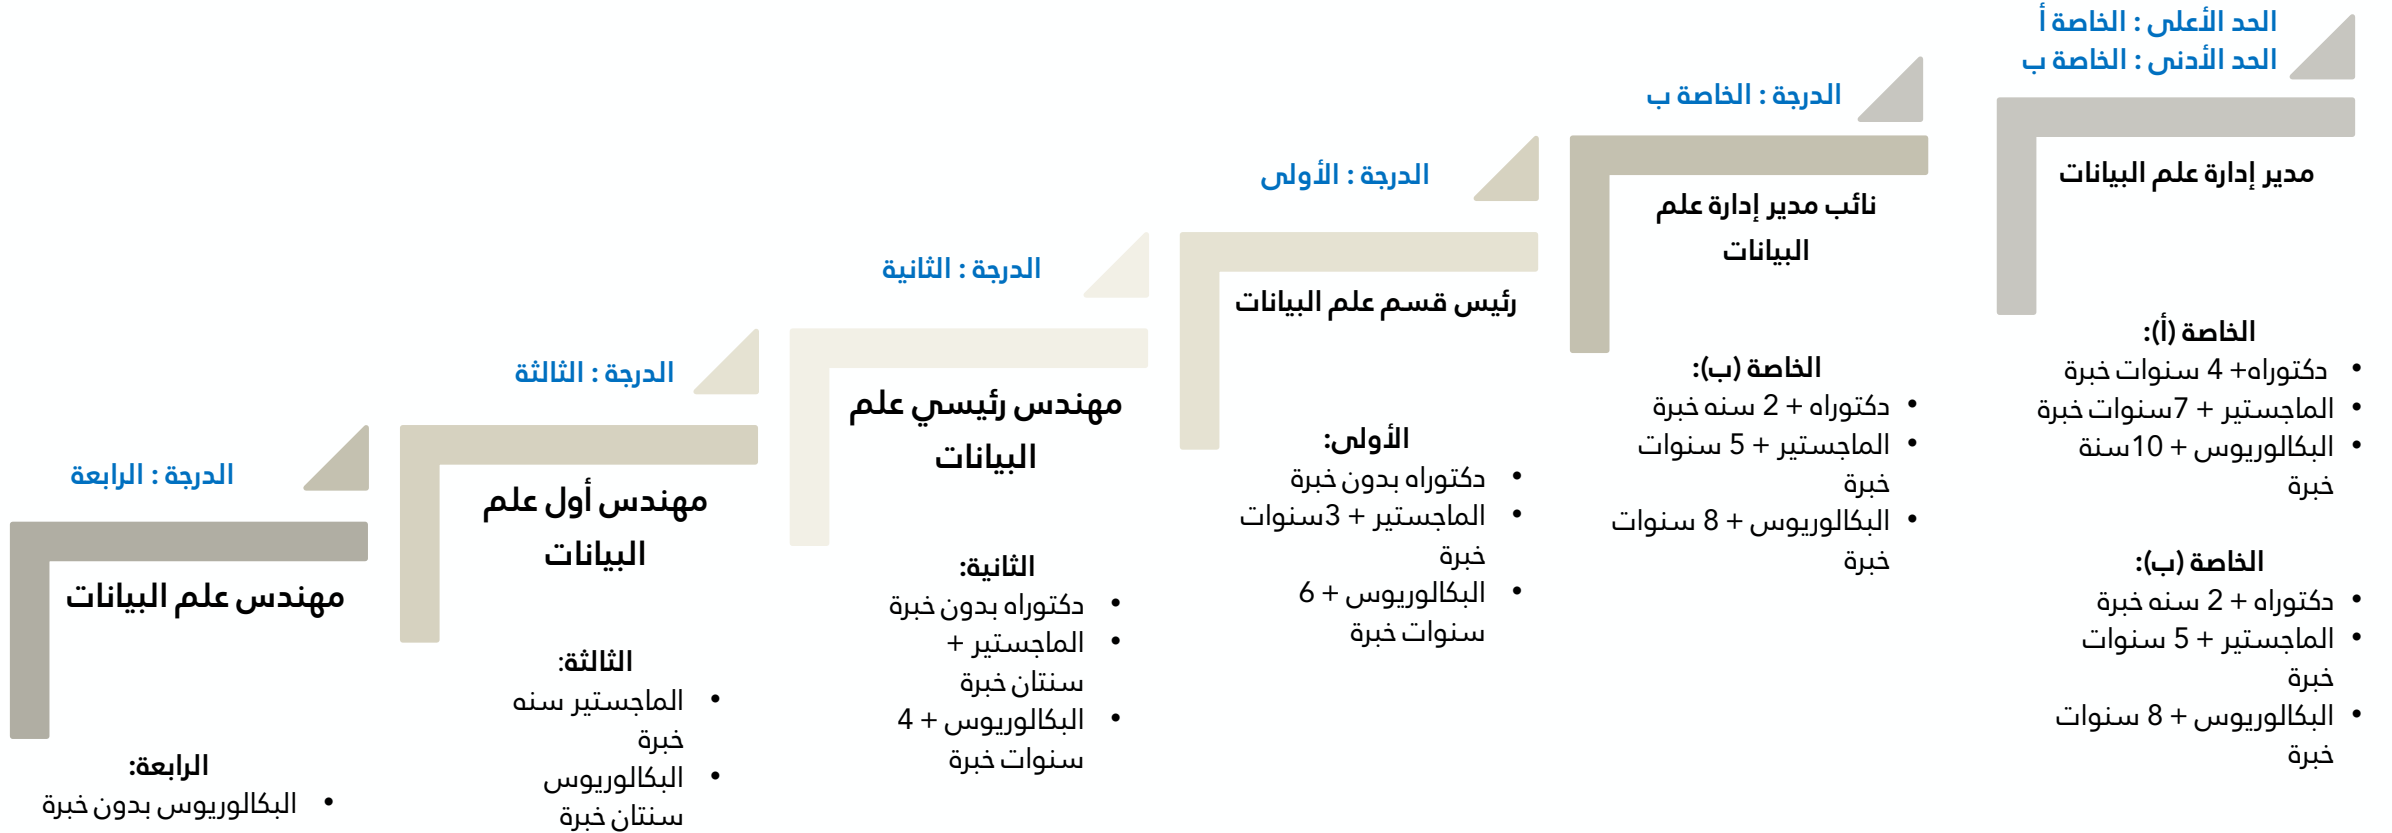 الحد الأعلى : الخاصة أ
الحد الأدنى : الخاصة ب
مدير إدارة علم البيانات
الخاصة (أ):
• دكتوراه+ 4 سنوات خبرة
• الماجستير + 7سنوات خبرة
• البكالوريوس + 10سنة
خبرة
الخاصة (ب):
• دكتوراه + 2 سنه خبرة
• الماجستير + 5 سنوات
خبرة
• البكالوريوس + 8 سنوات
خبرة
الدرجة : الخاصة ب
نائب مدير إدارة علم
البيانات
الخاصة (ب):
• دكتوراه + 2 سنه خبرة
• الماجستير + 5 سنوات
خبرة
• البكالوريوس + 8 سنوات
خبرة
الدرجة : الأولى
رئيس قسم علم البيانات
الأولى:
• دكتوراه بدون خبرة
• الماجستير + 3سنوات
خبرة
• البكالوريوس + 6
سنوات خبرة
الدرجة : الثانية
مهندس رئيسي علم
البيانات
الثانية:
• دكتوراه بدون خبرة
• الماجستير +
سنتان خبرة
• البكالوريوس + 4
سنوات خبرة
الدرجة : الثالثة
مهندس أول علم
البيانات
الثالثة:
• الماجستير سنه
خبرة
• البكالوريوس
سنتان خبرة
الدرجة : الرابعة
مهندس علم البيانات
الرابعة:
• البكالوريوس بدون خبرة